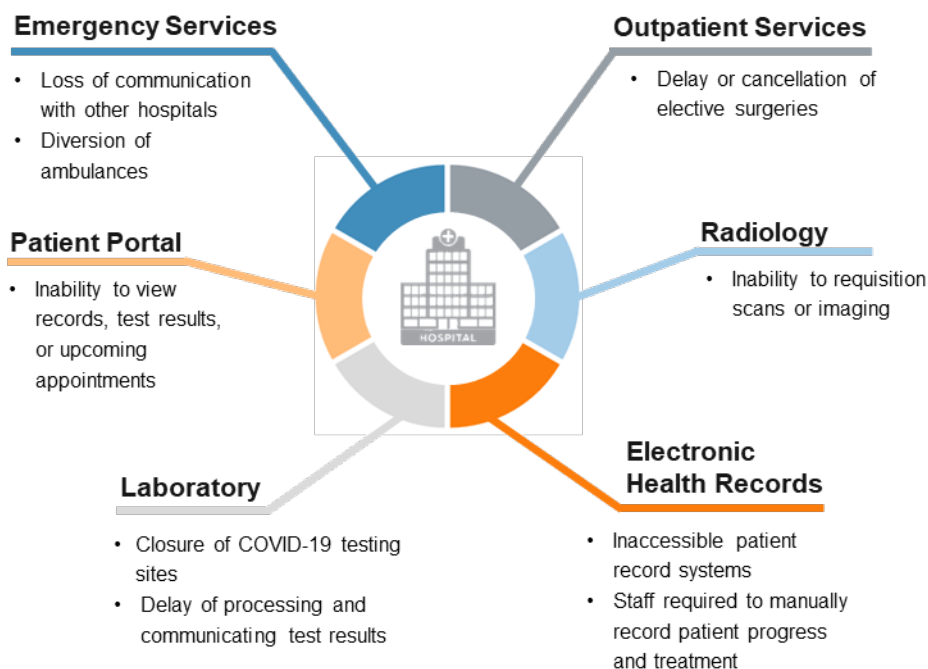 Emergency Services
• Loss of communication
with other hospitals
• Diversion of
ambulances
Outpatient Services
• Delay or cancellation of
elective surgeries
Patient Portal
• Inability to view
records, test results,
or upcoming
appointments
HOSPITAL
Radiology
• Inability to requisition
scans or imaging
Laboratory
• Closure of COVID-19 testing
sites
• Delay of processing and
communicating test results
Electronic
Health Records
• Inaccessible patient
record systems
• Staff required to manually
record patient progress
and treatment